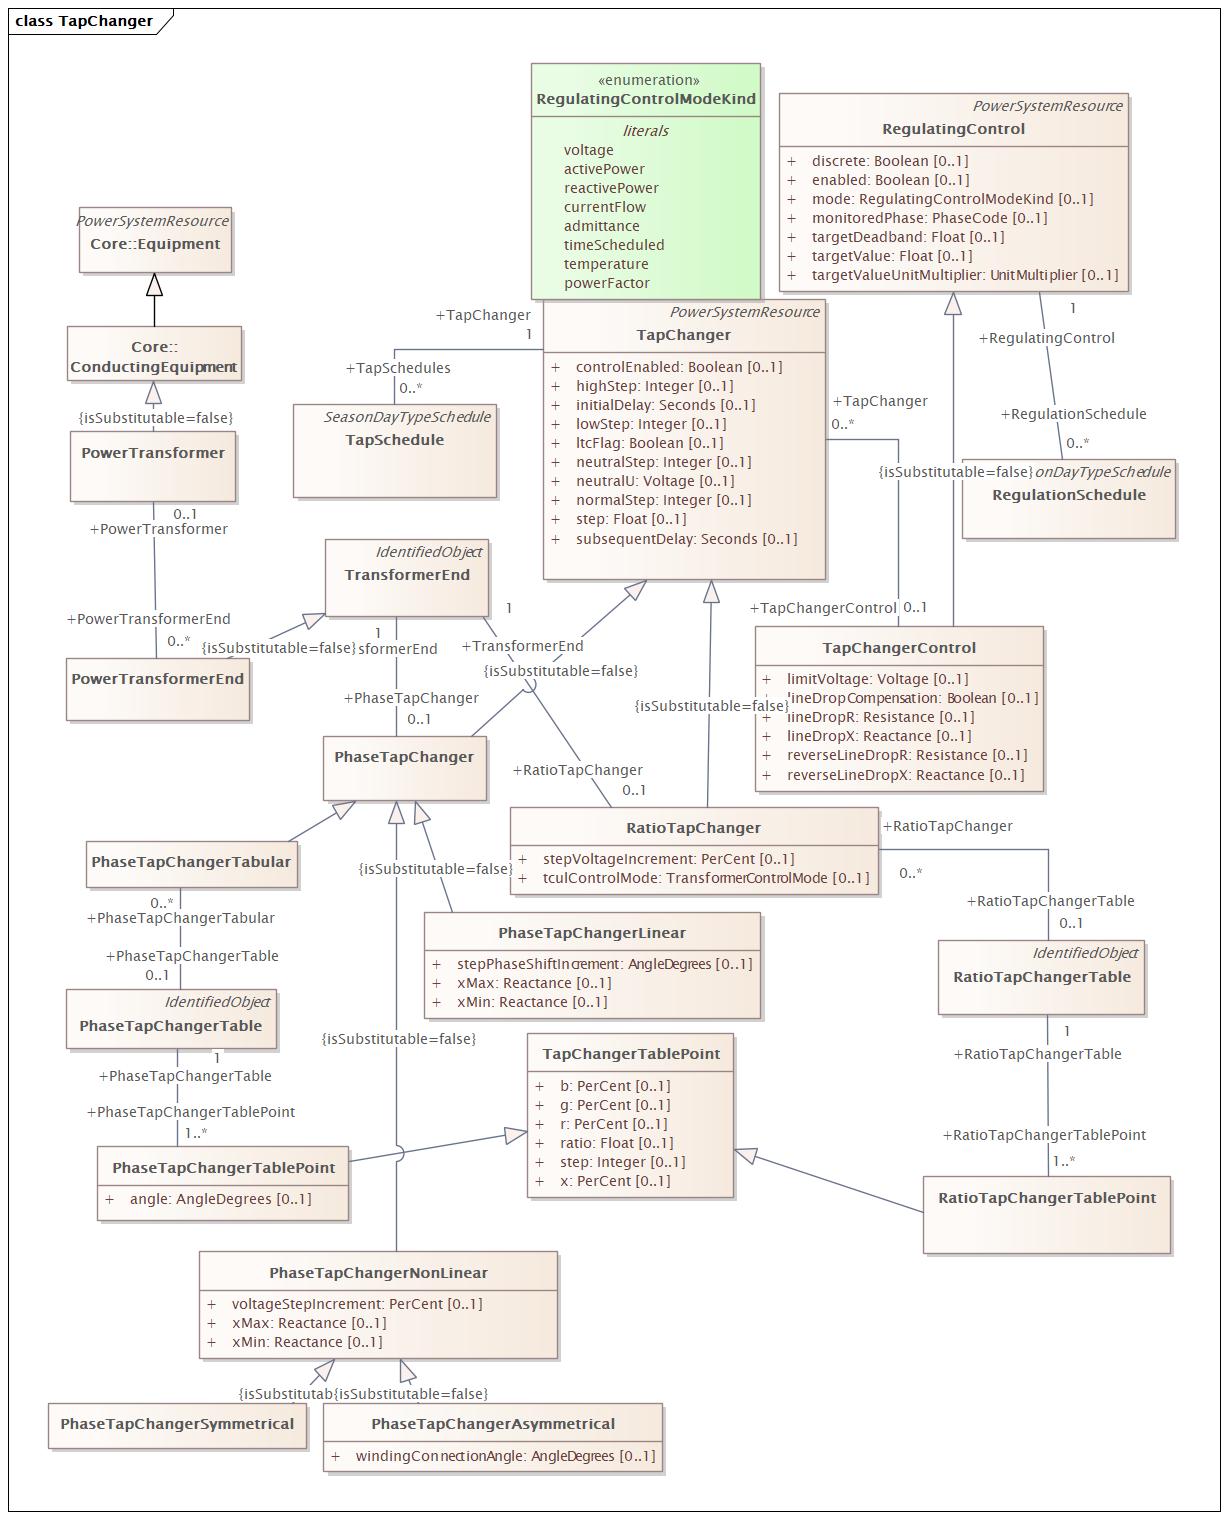 class TapChanger
«enumeration»
RegulatingControlModeKind
literals
voltage
activePower
reactivePower
currentFlow
admittance
timeScheduled
temperature
powerFactor
PowerSystemResource
RegulatingControl
+ discrete: Boolean [0..1]
+ enabled: Boolean [0..1]
+ mode: RegulatingControlModeKind [0..1]
+ monitoredPhase: PhaseCode [0..1]
+ targetDeadband: Float [0..1]
+ targetValue: Float [0..1]
+ targetValueUnitMultiplier: UnitMultiplier [0..1]
PowerSystemResource
Core::Equipment
Core::
ConductingEquipment
{isSubstitutable=false}
PowerTransformer
0..1
+PowerTransformer
+PowerTransformerEnd
0..*
PowerTransformerEnd
+TapChanger
1
+TapSchedules
0..*
SeasonDayTypeSchedule
TapSchedule
PowerSystemResource
TapChanger
+ controlEnabled: Boolean [0..1]
+ highStep: Integer [0..1]
+ initialDelay: Seconds [0..1]
+ lowStep: Integer [0..1]
+ ltcFlag: Boolean [0..1]
+ neutralStep: Integer [0..1]
+ neutralU: Voltage [0..1]
+ normalStep: Integer [0..1]
+ step: Float [0..1]
+ subsequentDelay: Seconds [0..1]
1
+RegulatingControl
+RegulationSchedule
0..*
onDayTypeSchedule
RegulationSchedule
+TapChanger
0..*
{isSubstitutable=false}
+TapChangerControl
0..1
TapChangerControl
+ limitVoltage: Voltage [0..1]
lineDropCompensation: Boolean [0..1]
+ lineDropR: Resistance [0..1]
+ lineDropX: Reactance [0..1]
+ reverseLineDropR: Resistance [0..1]
+ reverseLineDropX: Reactance [0..1]
IdentifiedObject
TransformerEnd
{isSubstitutable=false}
1
sformerEnd
1
+TransformerEnd
{isSubstitutable=false}
{isSubstitutable=false}
+PhaseTapChanger
0..1
PhaseTapChanger
+RatioTapChanger
0..1
RatioTapChanger
+ stepVoltageIncrement: PerCent [0..1]
+ tculControlMode: TransformerControlMode [0..1]
+RatioTapChanger
0..*
+RatioTapChangerTable
0..1
IdentifiedObject
RatioTapChangerTable
1
+RatioTapChangerTable
+RatioTapChangerTablePoint
1..*
RatioTapChangerTablePoint
PhaseTapChangerTabular
0..*
+PhaseTapChangerTabular
+PhaseTapChangerTable
0..1
IdentifiedObject
PhaseTapChangerTable
1
+PhaseTapChangerTable
+PhaseTapChangerTablePoint
1..*
PhaseTapChangerTablePoint
+ angle: AngleDegrees [0..1]
{isSubstitutable=false}
PhaseTapChangerLinear
+ stepPhaseShiftIncrement: AngleDegrees [0..1]
+ xMax: Reactance [0..1]
+ xMin: Reactance [0..1]
{isSubstitutable=false}
TapChangerTablePoint
+ b: PerCent [0..1]
+ g: PerCent [0..1]
+ r: PerCent [0..1]
+ ratio: Float [0..1]
+ step: Integer [0..1]
+ x: PerCent [0..1]
PhaseTapChangerNonLinear
+ voltageStepIncrement: PerCent [0..1]
+ xMax: Reactance [0..1]
+ xMin: Reactance [0..1]
{isSubstitutab
{isSubstitutable=false}
PhaseTapChangerSymmetrical
PhaseTapChangerAsymmetrical
+ windingConnectionAngle: AngleDegrees [0..1]